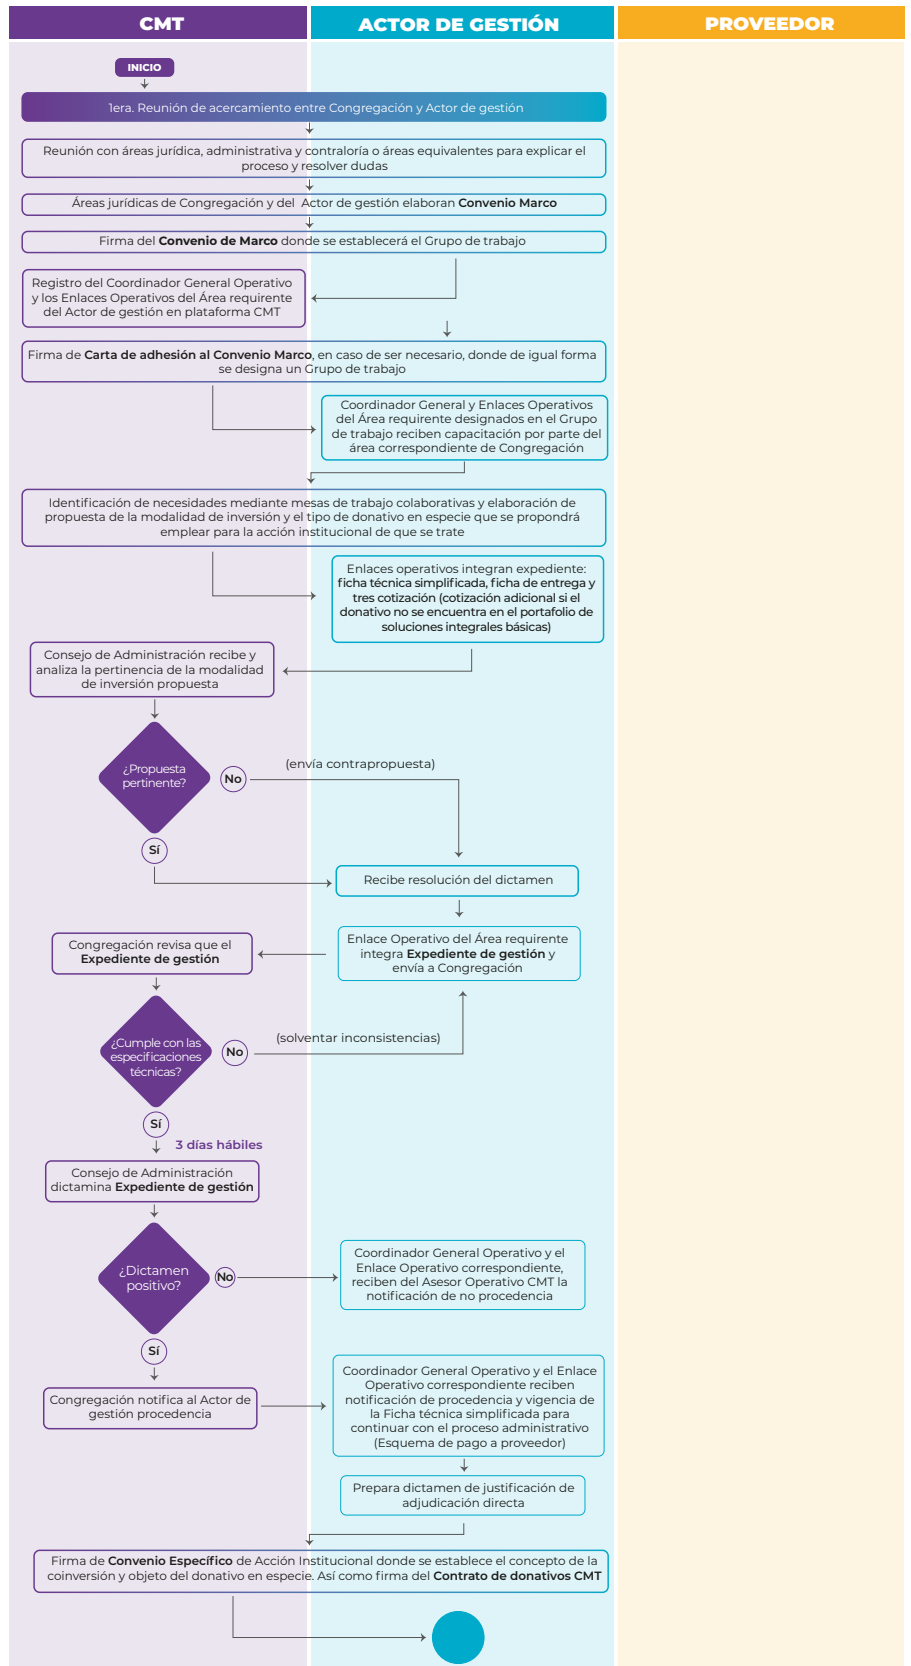 CMT
ACTOR DE GESTIÓN
PROVEEDOR
INICIO
1era. Reunión de acercamiento entre Congregación y Actor de gestión
Reunión con áreas jurídica, administrativa y contraloría o áreas equivalentes para explicar el
proceso y resolver dudas
Áreas jurídicas de Congregación y del Actor de gestión elaboran Convenio Marco
Firma del Convenio de Marco donde se establecerá el Grupo de trabajo
Registro del Coordinador General Operativo
y los Enlaces Operativos del Área requirente
del Actor de gestión en plataforma CMT
Firma de Carta de adhesión al Convenio Marco, en caso de ser necesario, donde de igual forma
se designa un Grupo de trabajo
Coordinador General y Enlaces Operativos
del Área requirente designados en el Grupo
de trabajo reciben capacitación por parte del
área correspondiente de Congregación
Identificación de necesidades mediante mesas de trabajo colaborativas y elaboración de
propuesta de la modalidad de inversión y el tipo de donativo en especie que se propondrá
emplear para la acción institucional de que se trate
Enlaces operativos integran expediente:
ficha técnica simplificada, ficha de entrega y
tres cotización (cotización adicional si el
donativo no se encuentra en el portafolio de
soluciones integrales básicas)
Consejo de Administración recibe y
analiza la pertinencia de la modalidad
de inversión propuesta
¿Propuesta
pertinente?
No
(envía contrapropuesta)
Sí
Recibe resolución del dictamen
Enlace Operativo del Área requirente
integra Expediente de gestión y
envía a Congregación
Congregación revisa que el
Expediente de gestión
¿Cumple con las
especificaciones
técnicas?
No
(solventar inconsistencias)
Sí
3 días hábiles
Consejo de Administración
dictamina Expediente de gestión
¿Dictamen
positivo?
No
Coordinador General Operativo y el
Enlace Operativo correspondiente,
reciben del Asesor Operativo CMT la
notificación de no procedencia
Sí
Congregación notifica al Actor de
gestión procedencia
Coordinador General Operativo y el Enlace
Operativo correspondiente reciben
notificación de procedencia y vigencia de
la Ficha técnica simplificada para
continuar con el proceso administrativo
(Esquema de pago a proveedor)
Prepara dictamen de justificación de
adjudicación directa
Firma de Convenio Específico de Acción Institucional donde se establece el concepto de la
coinversión y objeto del donativo en especie. Así como firma del Contrato de donativos CMT